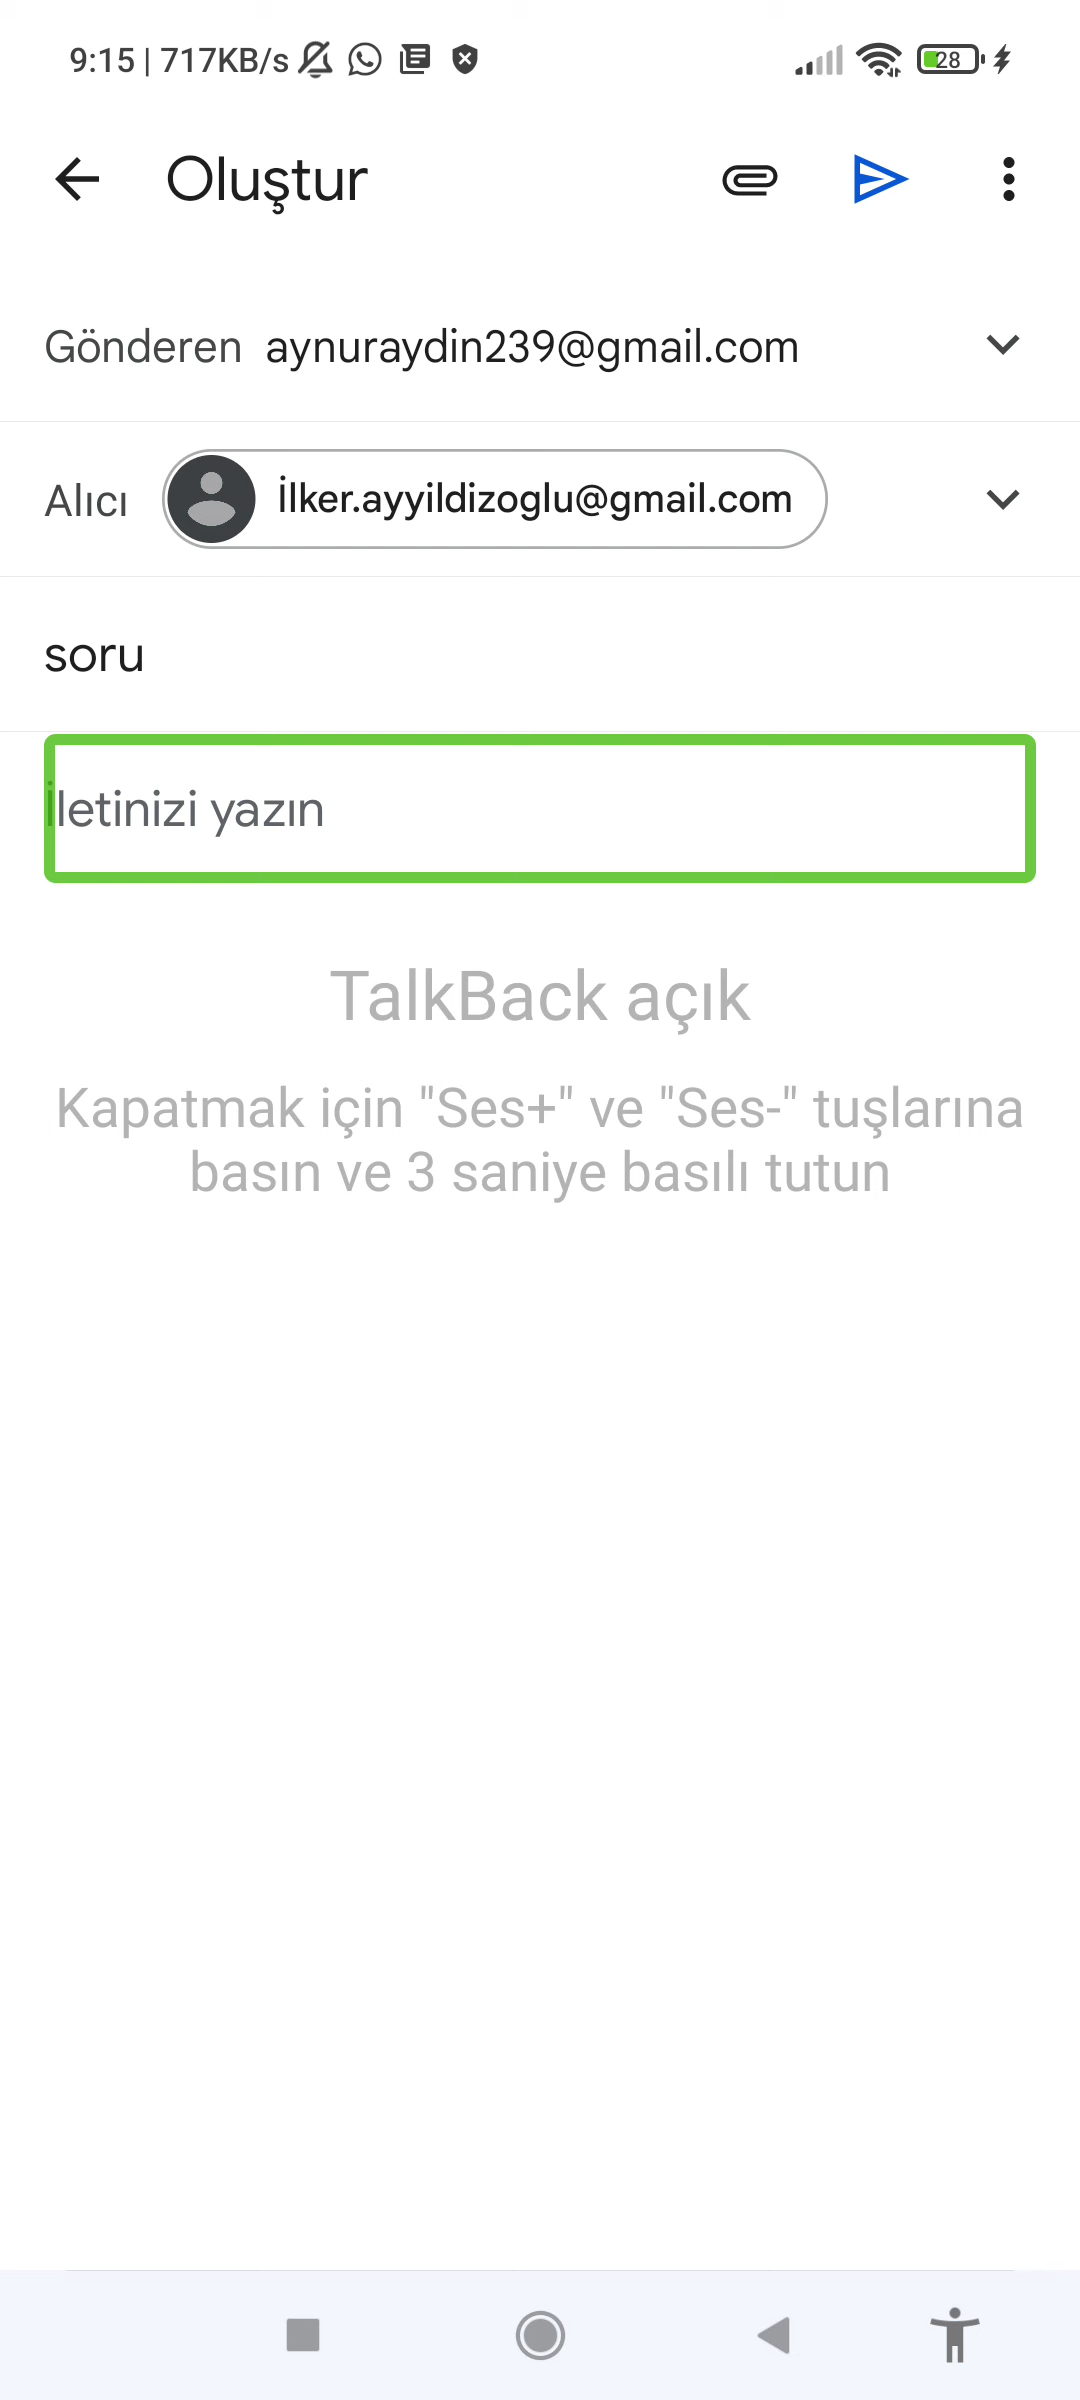 9:15 | 717KB/s
28
Oluştur
Gönderen aynuraydin239@gmail.com
Alıcı İlker.ayyildizoglu@gmail.com
soru
İletinizi yazın
TalkBack açık
Kapatmak için "Ses+" ve "Ses-" tuşlarına
basın ve 3 saniye basılı tutun